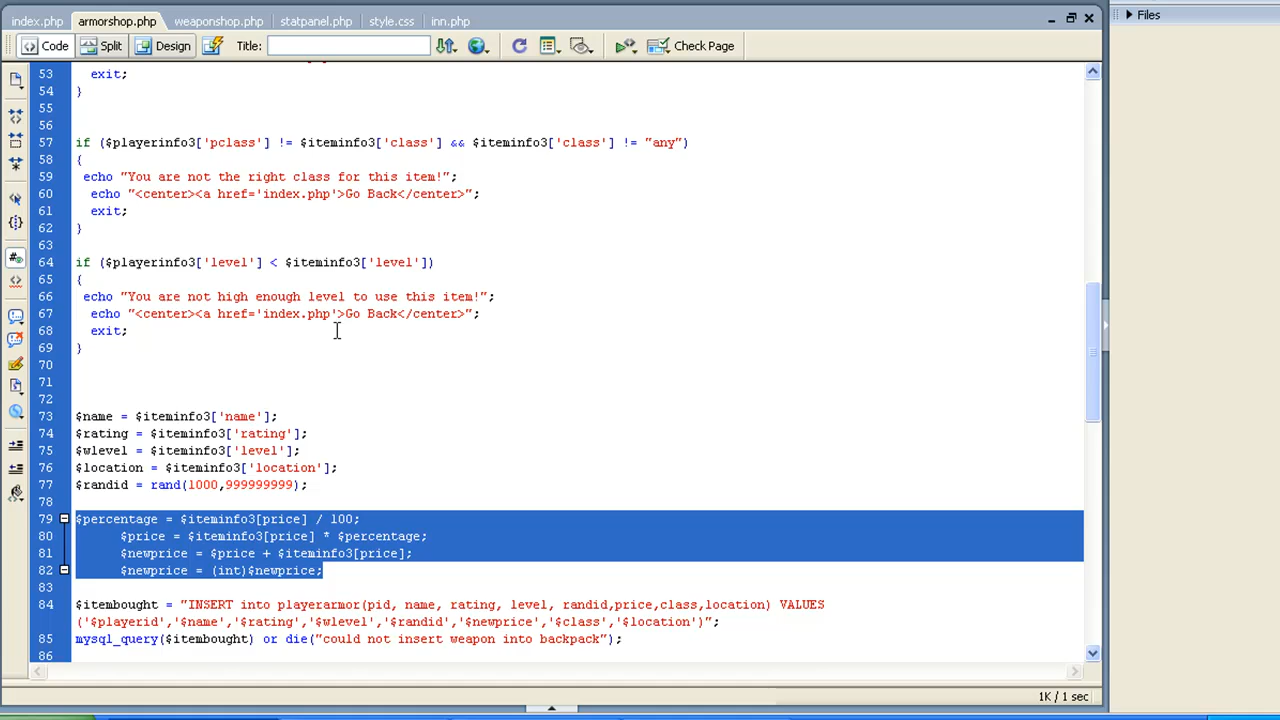 index.php armorshop.php weaponshop.php statpanel.php style.css inn.php
Files
Code Split Design Title: Check Page
53 exit;
54 }
55
56
57 if ($playerinfo3['pclass'] != $iteminfo3['class'] && $iteminfo3['class'] != "any")
58 {
59 echo "You are not the right class for this item!";
60 echo "<center><a href='index.php'>Go Back</center>";
61 exit;
62 }
63
64 if ($playerinfo3['level'] < $iteminfo3['level'])
65 {
66 echo "You are not high enough level to use this item!";
67 echo "<center><a href='index.php'>Go Back</center>";
68 exit;
69 }
70
71
72
73 $name = $iteminfo3['name'];
74 $rating = $iteminfo3['rating'];
75 $wlevel = $iteminfo3['level'];
76 $location = $iteminfo3['location'];
77 $randid = rand(1000,999999999);
78
79 $percentage = $iteminfo3[price] / 100;
80 $price = $iteminfo3[price] * $percentage;
81 $newprice = $price + $iteminfo3[price];
82 $newprice = (int)$newprice;
83
84 $itembought = "INSERT into playerarmor(pid, name, rating, level, randid,price,class,location) VALUES
('$playerid','$name','$rating','$wlevel','$randid','$newprice','$class','$location')";
85 mysql_query($itembought) or die("could not insert weapon into backpack");
86
1K / 1 sec